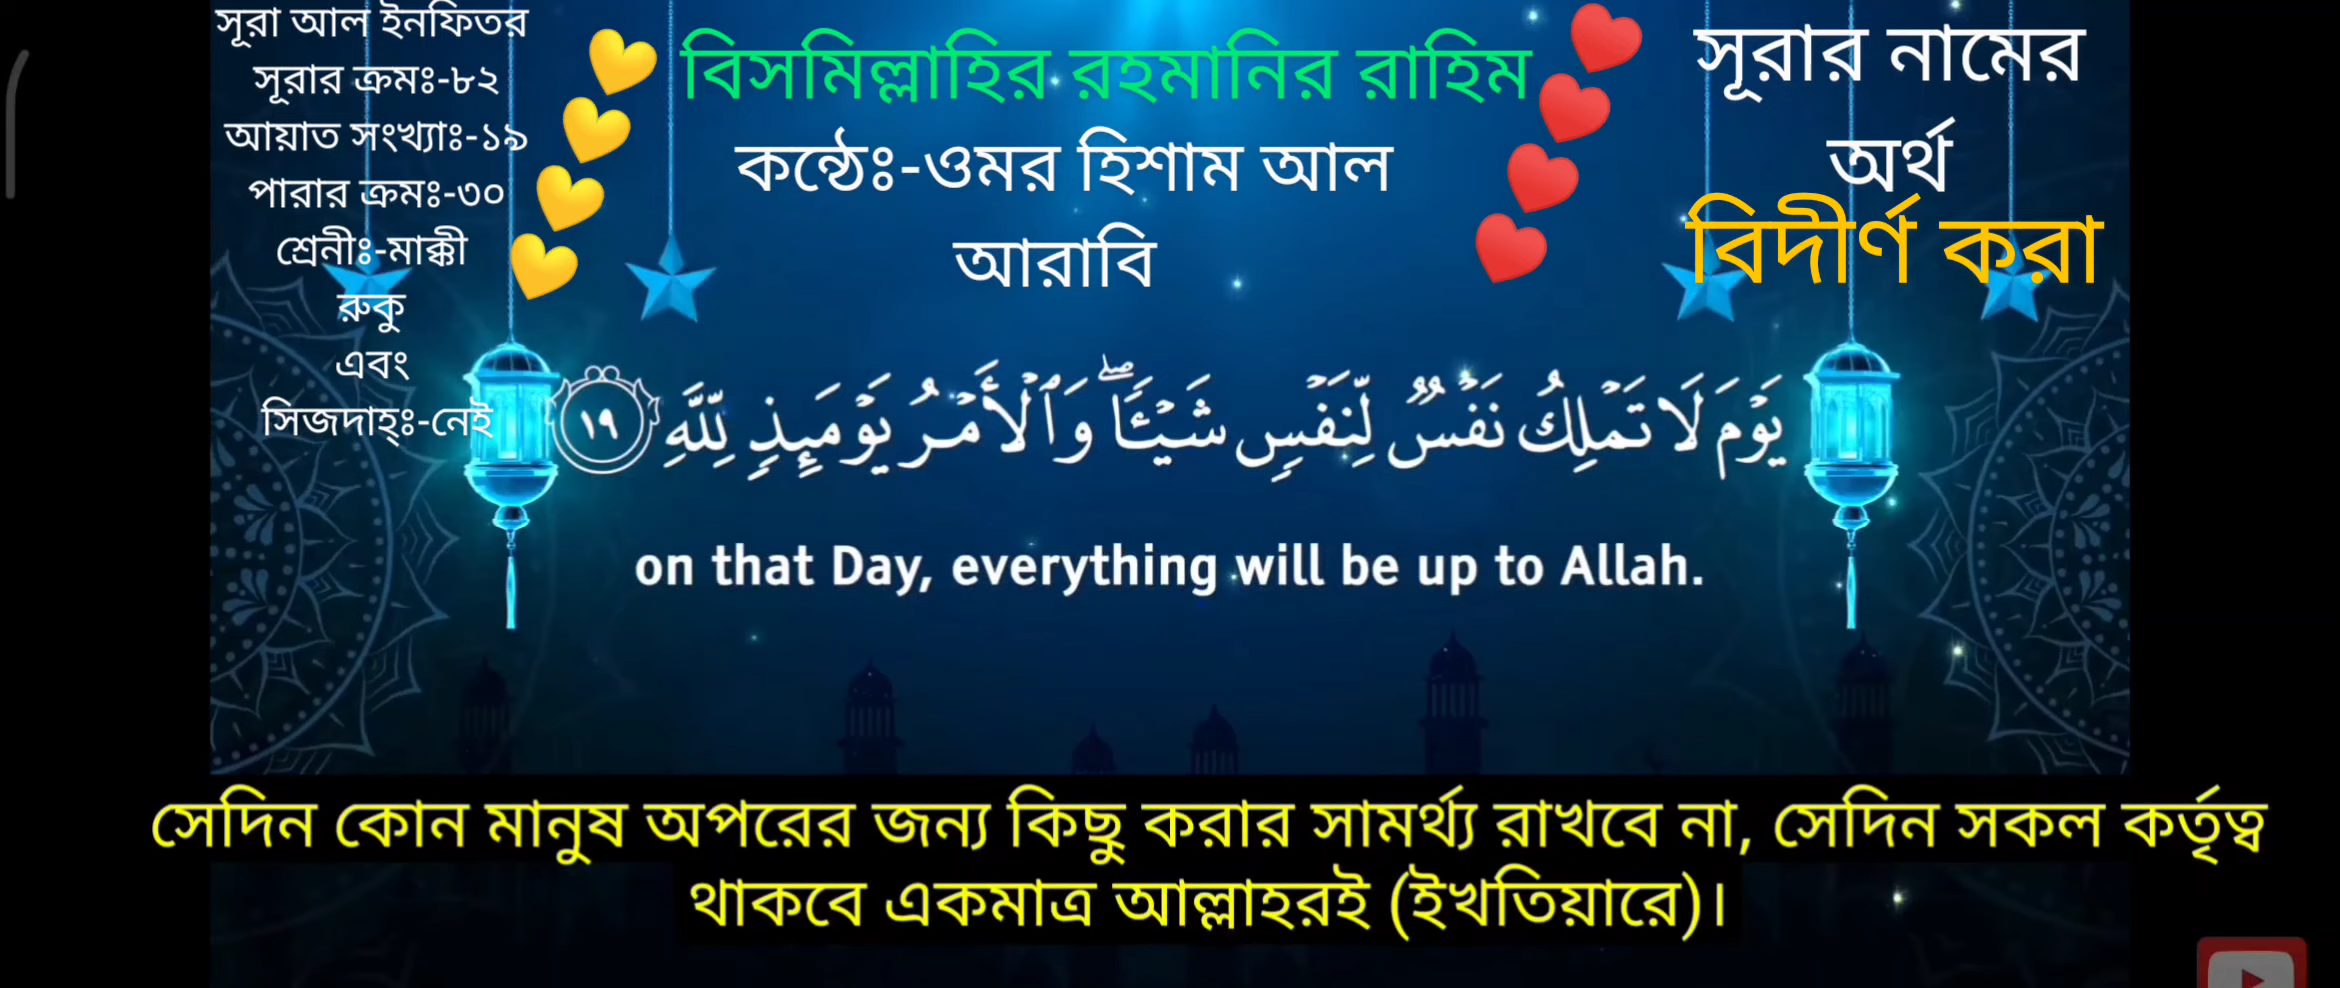 সূরা আল ইনফিতর
সূরার ক্রমঃ-৮২
আয়াত সংখ্যাঃ-১৯
পারার ক্রমঃ-৩০
শ্রেনীঃ-মাক্কী
রুকু
এবং
সিজদাহ্ঃ-নেই
বিসমিল্লাহির রহমানির রাহিম
কন্ঠেঃ-ওমর হিশাম আল
আরাবি
সূরার নামের
অর্থ
বিদীর্ণ করা
يَوْمَ لَا تَمْلِكُ نَفْسٌ لِّنَفْسٍ شَيْـًٔا ۖ وَٱلْأَمْرُ يَوْمَئِذٍ لِّلَّهِ ١٩
on that Day, everything will be up to Allah.
সেদিন কোন মানুষ অপরের জন্য কিছু করার সামর্থ্য রাখবে না, সেদিন সকল কর্তৃত্ব
থাকবে একমাত্র আল্লাহরই (ইখতিয়ারে)।